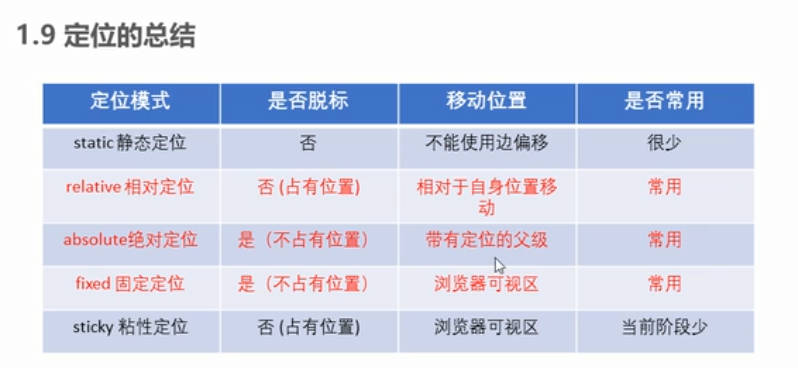 1.9 定位的总结
定位模式 是否脱标 移动位置 是否常用
static 静态定位 否 不能使用边偏移 很少
relative 相对定位 否 (占有位置) 相对于自身位置移动 常用
absolute绝对定位 是（不占有位置） 带有定位的父级 常用
fixed 固定定位 是（不占有位置） 浏览器可视区 常用
sticky 粘性定位 否 (占有位置) 浏览器可视区 当前阶段少